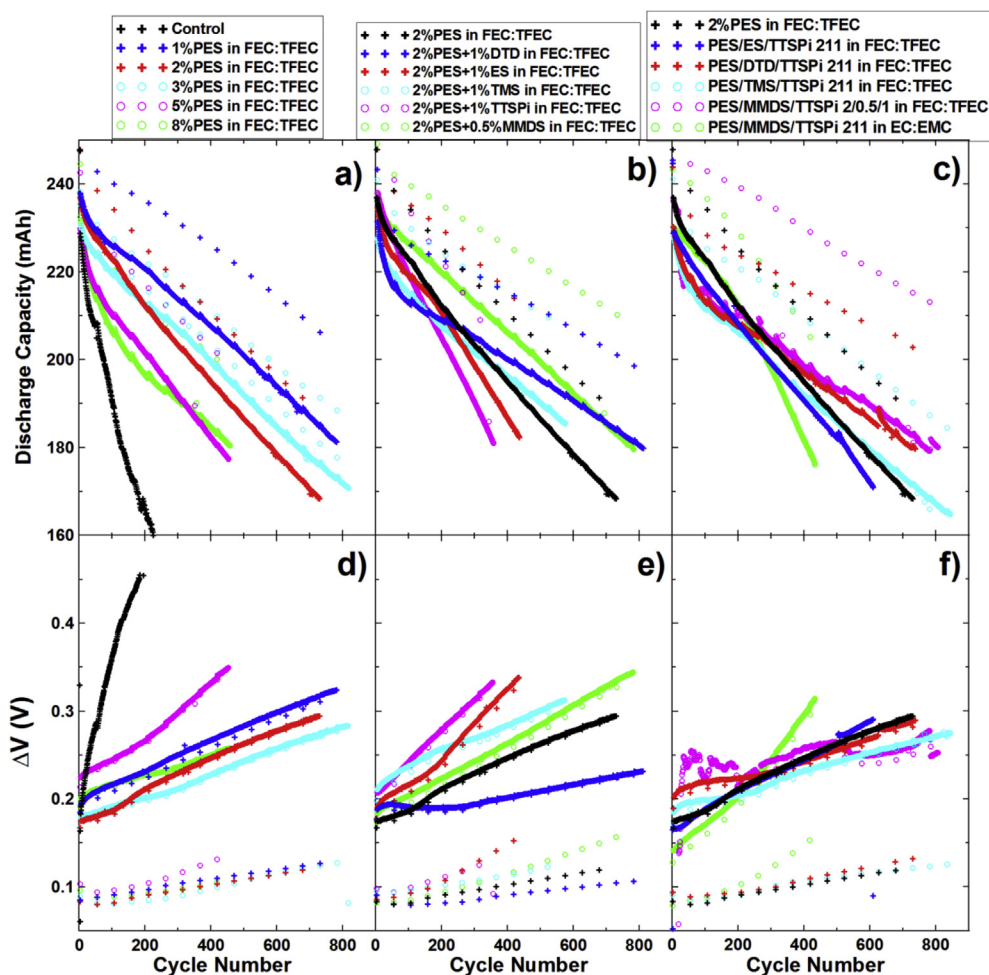 Control
1%PES in FEC:TFEC
2%PES in FEC:TFEC
3%PES in FEC:TFEC
5%PES in FEC:TFEC
8%PES in FEC:TFEC
2%PES in FEC:TFEC
2%PES+1%DTD in FEC:TFEC
2%PES+1%ES in FEC:TFEC
2%PES+1%TMS in FEC:TFEC
2%PES+1%TTSPi in FEC:TFEC
2%PES+0.5%MMDS in FEC:TFEC
2%PES in FEC:TFEC
PES/ES/TTSPi 211 in FEC:TFEC
PES/DTD/TTSPi 211 in FEC:TFEC
PES/TMS/TTSPi 211 in FEC:TFEC
PES/MMDS/TTSPi 2/0.5/1 in FEC:TFEC
PES/MMDS/TTSPi 211 in EC:EMC
a) b) c)
Discharge Capacity (mAh)
240
220
200
180
160
d) e) f)
ΔV (V)
0.4
0.3
0.2
0.1
0 200 400 600 800 0 200 400 600 800 0 200 400 600 800
Cycle Number Cycle Number Cycle Number